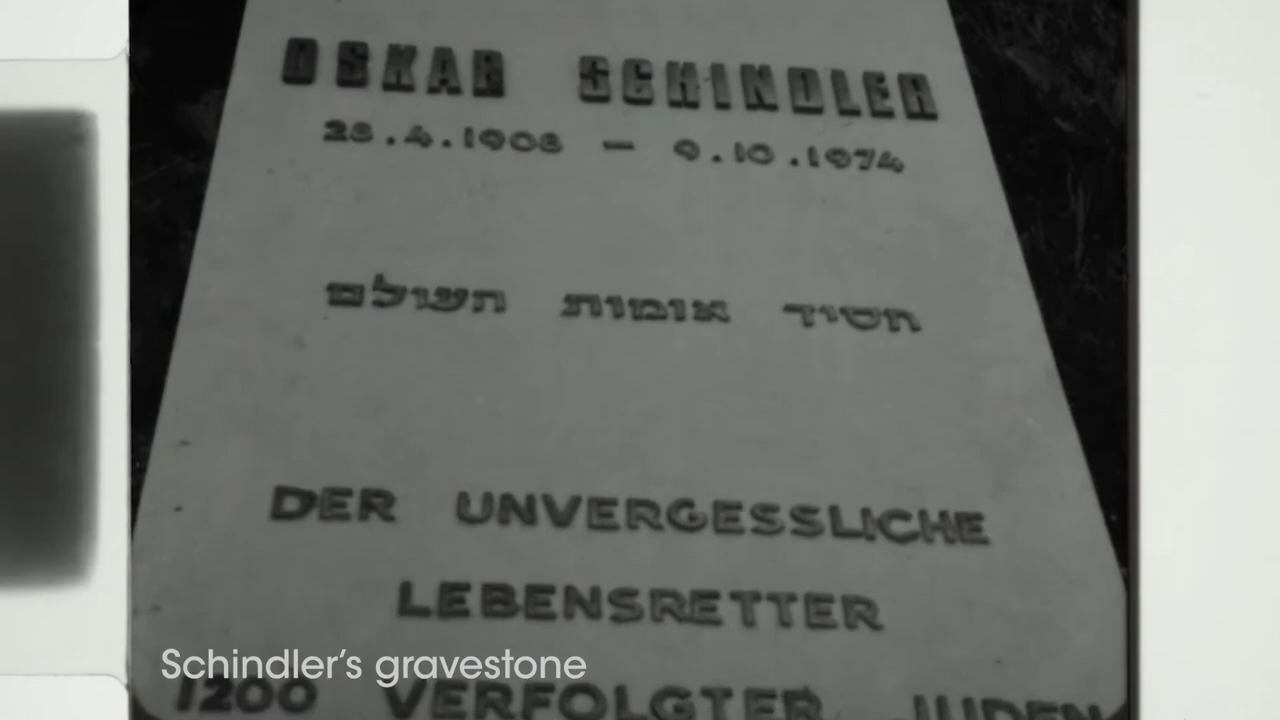 OSKAR SCHINDLER
28.4.1908 – 9.10.1974
חסיד אומות העולם
DER UNVERGESSLICHE
LEBENSRETTER
Schindler's gravestone
1200 VERFOLGTER JUDEN